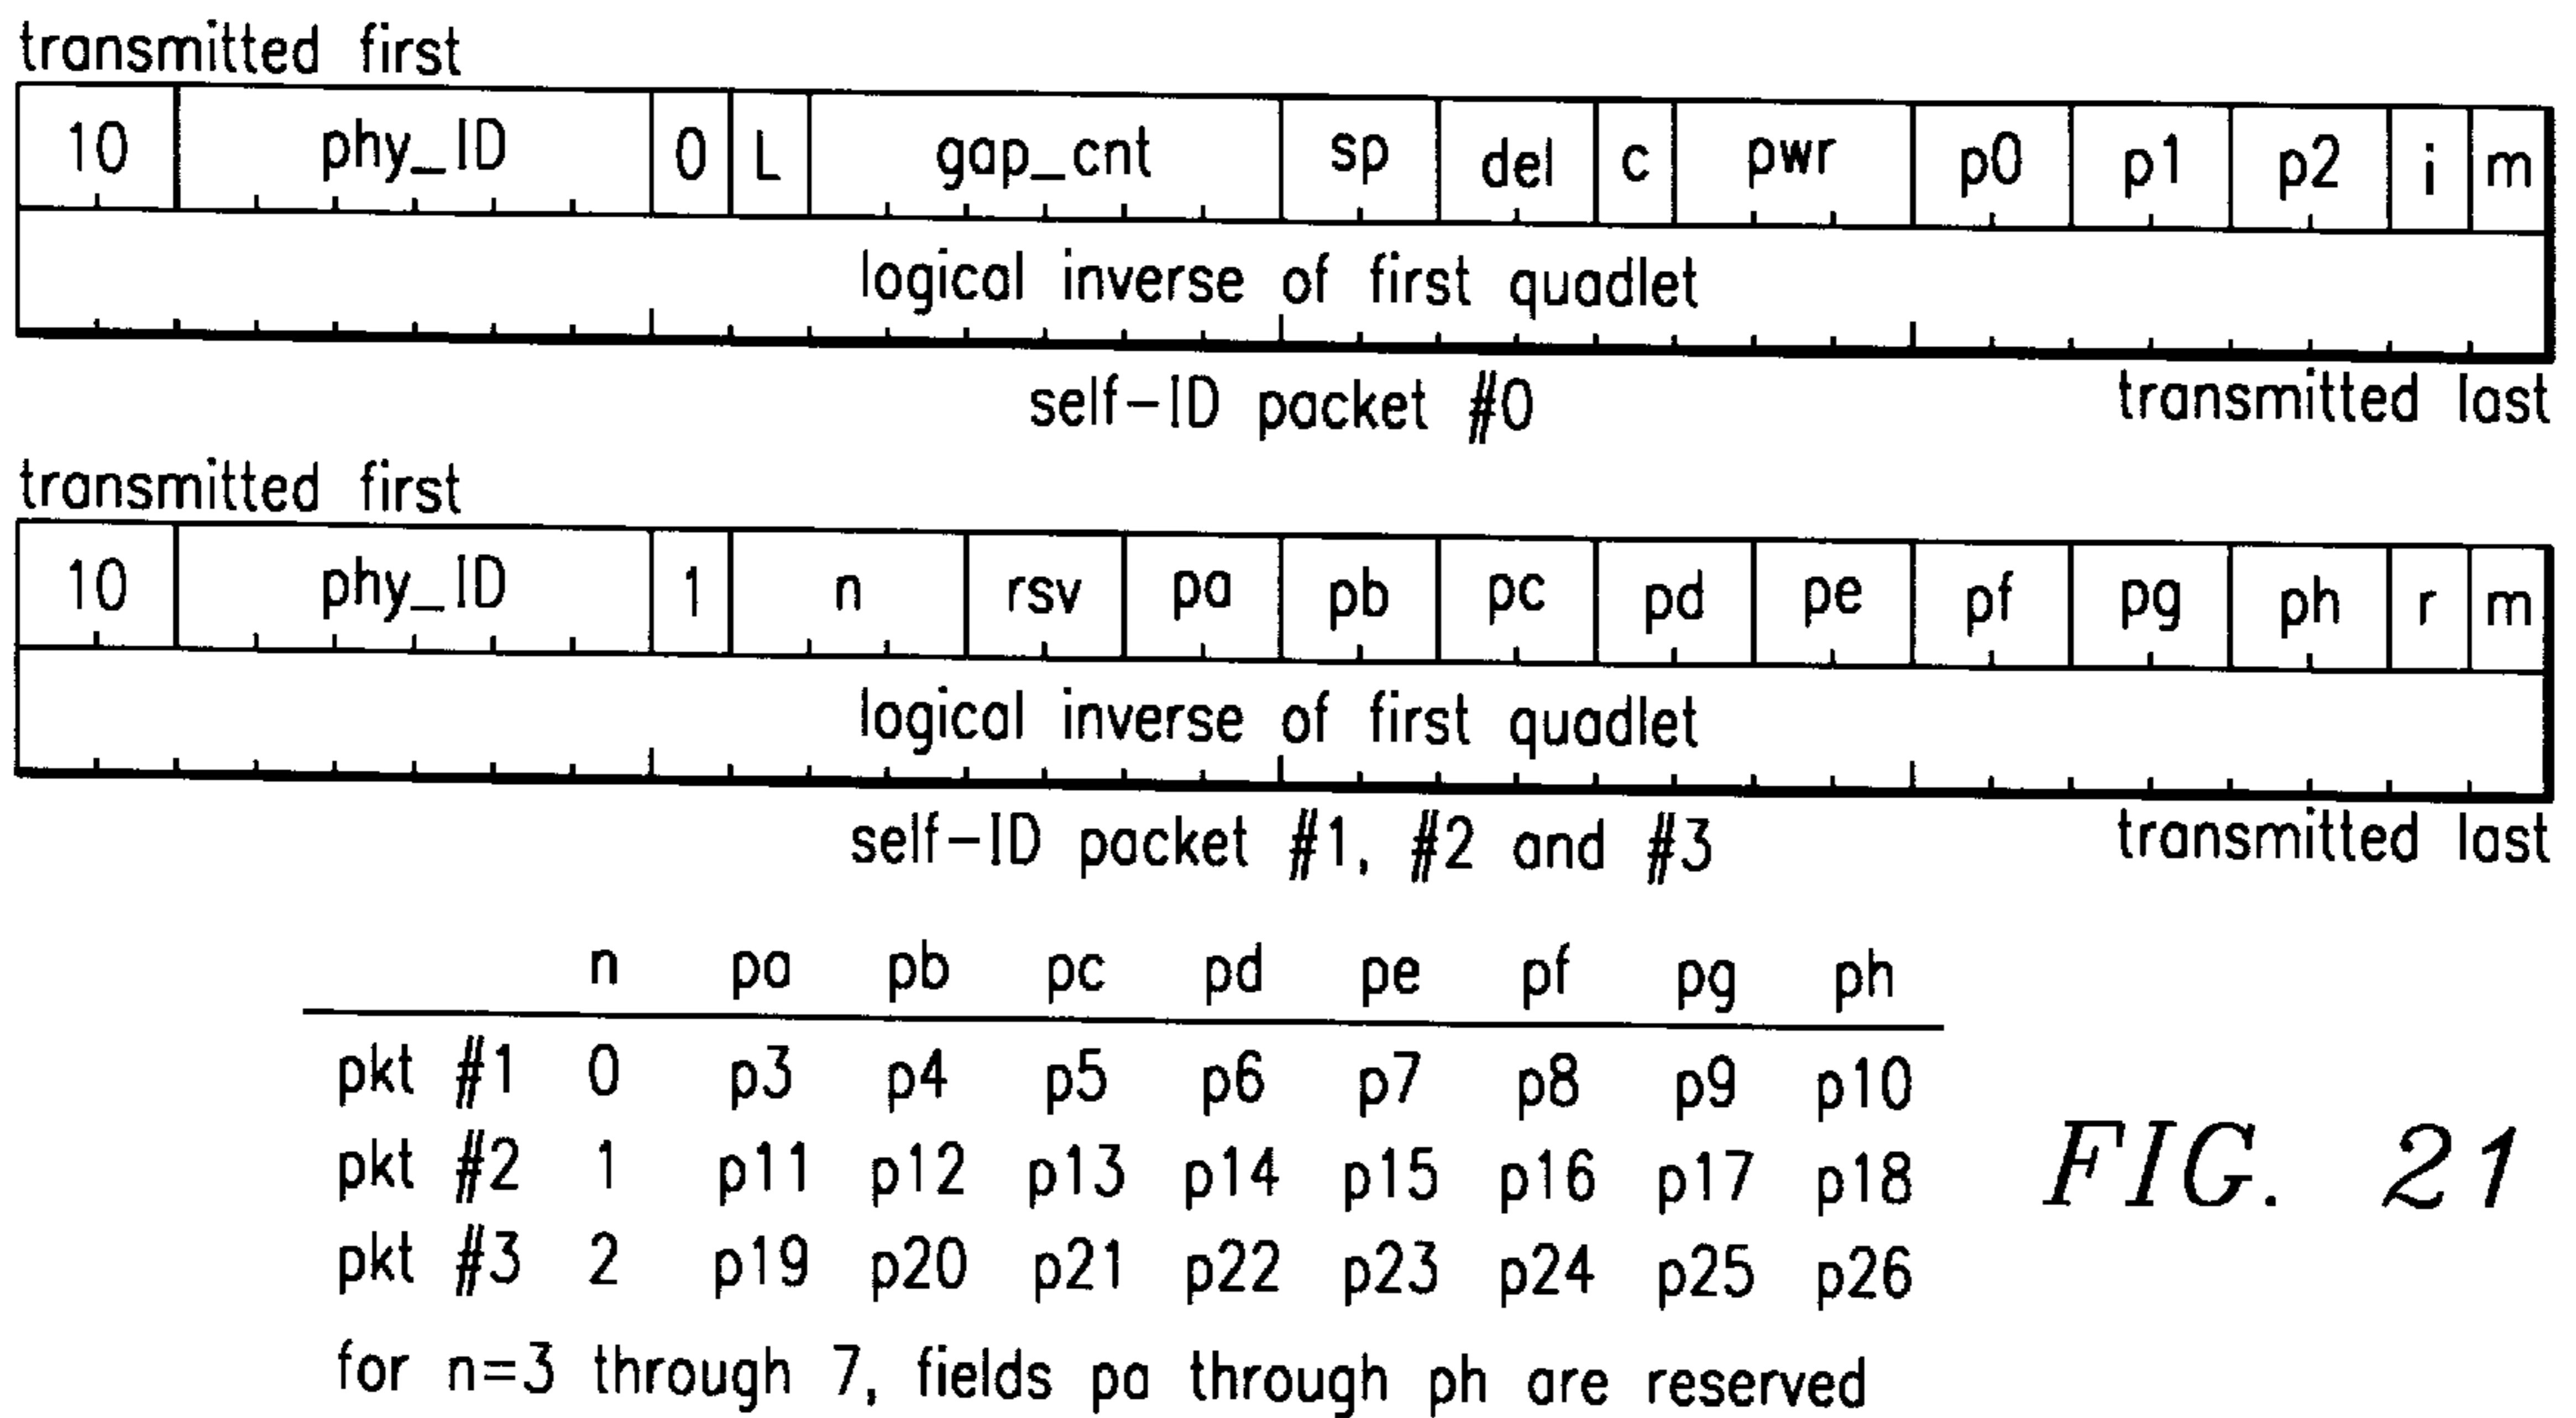 transmitted first
10 phy_ID 0 L gap_cnt sp del c pwr p0 p1 p2 i m
logical inverse of first quadlet
self-ID packet #0
transmitted last
transmitted first
10 phy_ID 1 n rsv pa pb pc pd pe pf pg ph r m
logical inverse of first quadlet
self-ID packet #1, #2 and #3
transmitted last
n pa pb pc pd pe pf pg ph
pkt #1 0 p3 p4 p5 p6 p7 p8 p9 p10
pkt #2 1 p11 p12 p13 p14 p15 p16 p17 p18
pkt #3 2 p19 p20 p21 p22 p23 p24 p25 p26
for n=3 through 7, fields pa through ph are reserved
FIG. 21